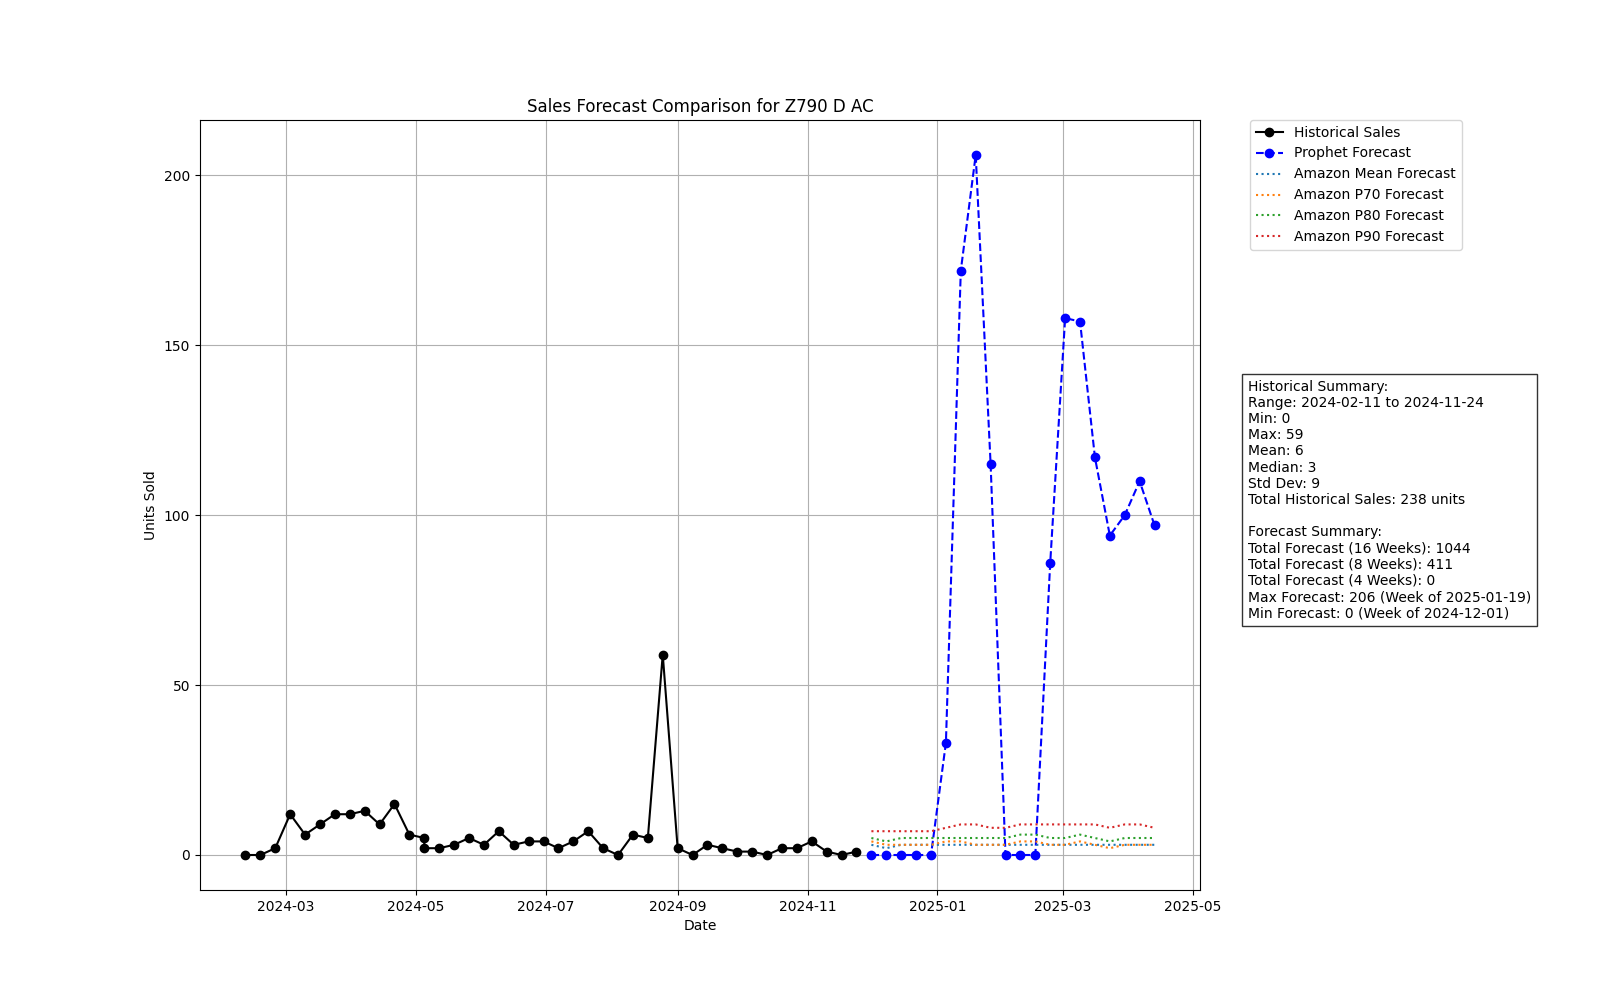 Sales Forecast Comparison for Z790 D AC
Historical Sales
Prophet Forecast
Amazon Mean Forecast
Amazon P70 Forecast
Amazon P80 Forecast
Amazon P90 Forecast
200
150
100
50
0
Units Sold
2024-03
2024-05
2024-07
2024-09
2024-11
2025-01
2025-03
2025-05
Date
Historical Summary:
Range: 2024-02-11 to 2024-11-24
Min: 0
Max: 59
Mean: 6
Median: 3
Std Dev: 9
Total Historical Sales: 238 units
Forecast Summary:
Total Forecast (16 Weeks): 1044
Total Forecast (8 Weeks): 411
Total Forecast (4 Weeks): 0
Max Forecast: 206 (Week of 2025-01-19)
Min Forecast: 0 (Week of 2024-12-01)